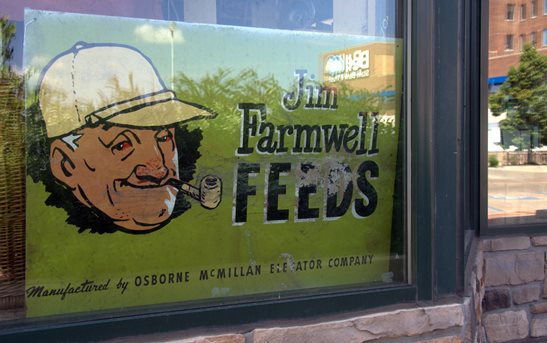 Jim
Farmwell
FEEDS
Manufactured by OSBORNE McMILLAN ELEVATOR COMPANY